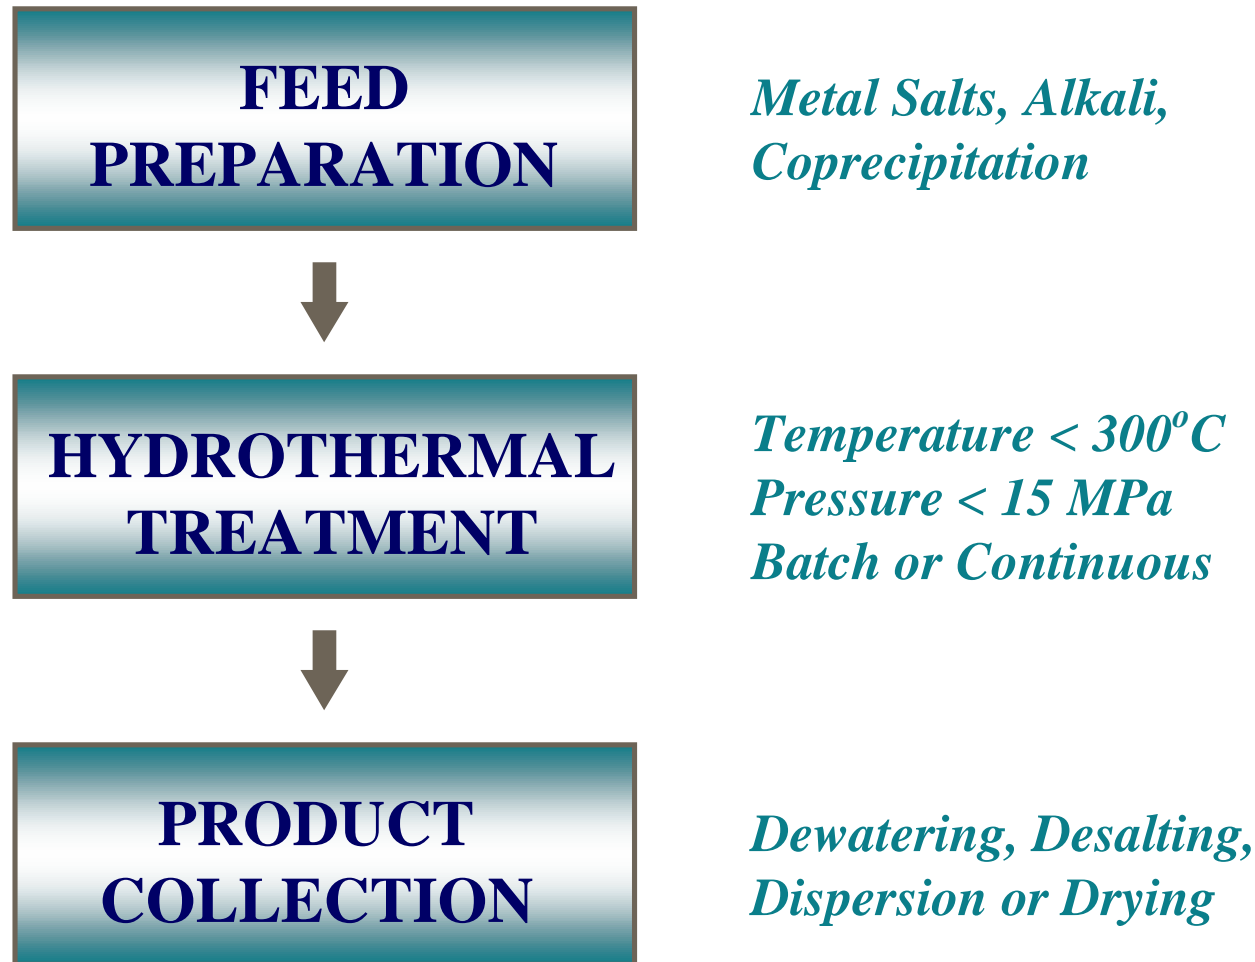 FEED
PREPARATION
Metal Salts, Alkali,
Coprecipitation
HYDROTHERMAL
TREATMENT
Temperature < 300°C
Pressure < 15 MPa
Batch or Continuous
PRODUCT
COLLECTION
Dewatering, Desalting,
Dispersion or Drying